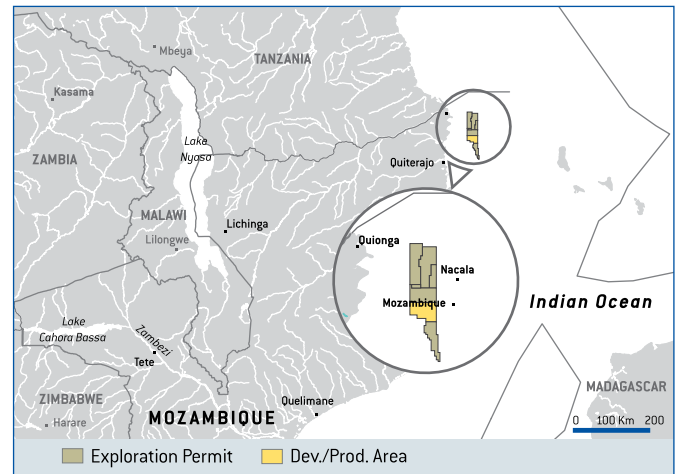 Mbeya
TANZANIA
Kasama
Lake
Nyasa
ZAMBIA
Quiterajo
MALAWI
Lichinga
Lilongwe
Quionga
Nacala
Mozambique
Indian Ocean
Lake
Cahora Bassa
Zambezi
Tete
MADAGASCAR
ZIMBABWE
Quelimane
Harare
MOZAMBIQUE
0 100 Km 200
Exploration Permit Dev./Prod. Area